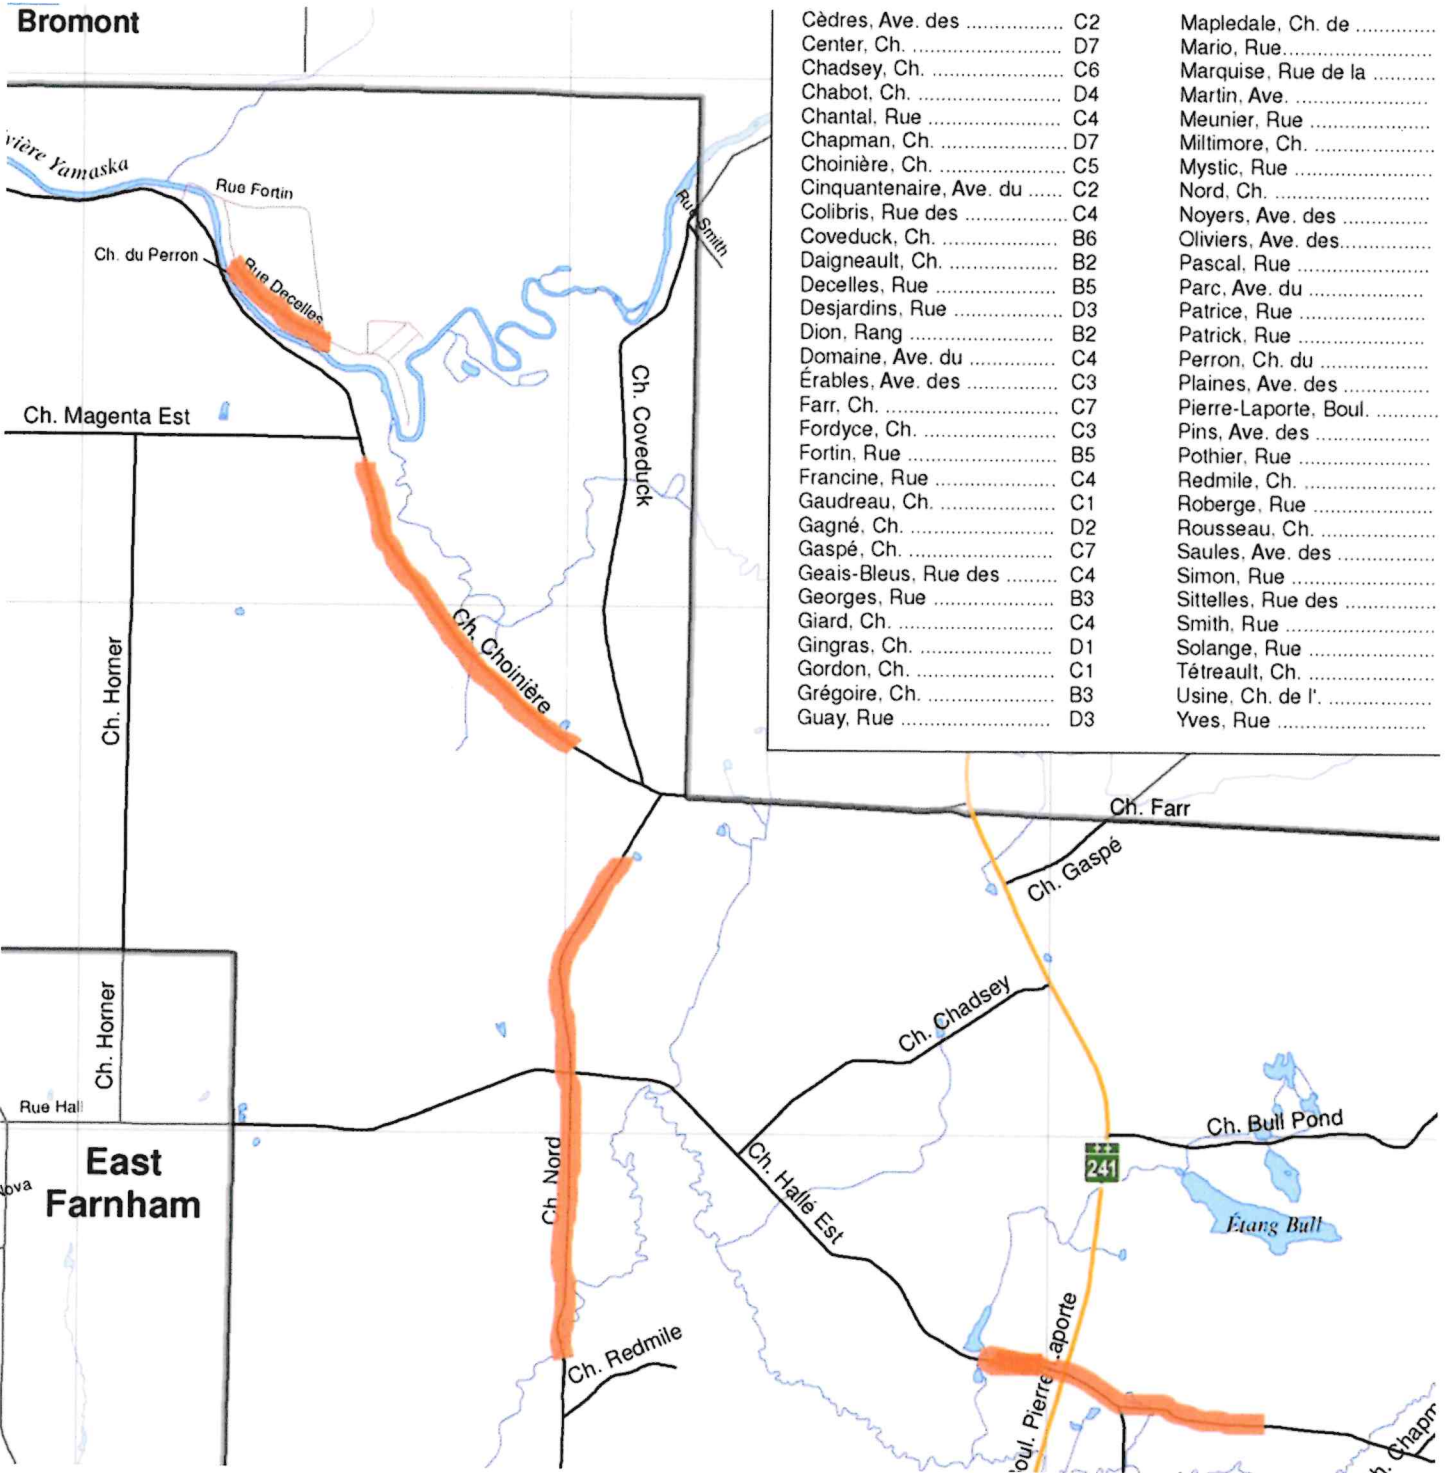 Bromont
Rue Fortin
Ch. du Perron
Rue Decelles
Rue Smith
Ch. Magenta Est
Ch. Coveduck
Ch. Horner
Ch. Choinière
Cèdres, Ave. des ............ C2
Center, Ch. .................... D7
Chadsey, Ch. .................. C6
Chabot, Ch. .................... D4
Chantal, Rue .................. C4
Chapman, Ch. ................ D7
Choinière, Ch. ................ C5
Cinquantenaire, Ave. du ...... C2
Colibris, Rue des ............ C4
Coveduck, Ch. ................ B6
Daigneault, Ch. .............. B2
Decelles, Rue ................ B5
Desjardins, Rue .............. D3
Dion, Rang .................... B2
Domaine, Ave. du ............ C4
Érables, Ave. des ............ C3
Farr, Ch. ...................... C7
Fordyce, Ch. .................. C3
Fortin, Rue .................... B5
Francine, Rue ................ C4
Gaudreau, Ch. ................ C1
Gagné, Ch. .................... D2
Gaspé, Ch. .................... C7
Geais-Bleus, Rue des ........ C4
Georges, Rue .................. B3
Giard, Ch. .................... C4
Gingras, Ch. .................. D1
Gordon, Ch. .................. C1
Grégoire, Ch. ................ B3
Guay, Rue .................... D3
Mapledale, Ch. de ............
Mario, Rue....................
Marquise, Rue de la ..........
Martin, Ave. ..................
Meunier, Rue ..................
Miltimore, Ch. ................
Mystic, Rue ..................
Nord, Ch. ....................
Noyers, Ave. des ............
Oliviers, Ave. des............
Pascal, Rue ..................
Parc, Ave. du ................
Patrice, Rue ..................
Patrick, Rue ..................
Perron, Ch. du ..............
Plaines, Ave. des ............
Pierre-Laporte, Boul. ........
Pins, Ave. des ................
Pothier, Rue ..................
Redmile, Ch. ..................
Roberge, Rue ................
Rousseau, Ch. ................
Saules, Ave. des ............
Simon, Rue ..................
Sittelles, Rue des ............
Smith, Rue ....................
Solange, Rue ................
Tétreault, Ch. ................
Usine, Ch. de l'. ..............
Yves, Rue ....................
Ch. Farr
Ch. Gaspé
Ch. Chadsey
Ch. Horner
Rue Hall
East
Farnham
Ch. Nord
Ch. Hallé Est
241
Ch. Bull Pond
Étang Bull
Ch. Redmile